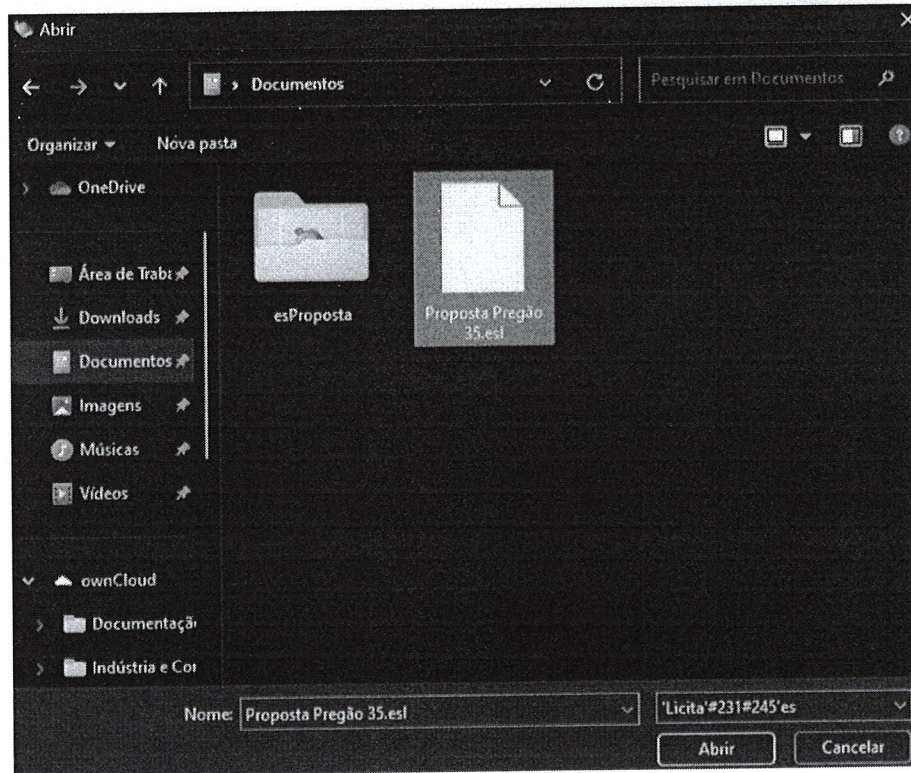 Abrir
Documentos
Pesquisar em Documentos
Organizar
Nova pasta
OneDrive
Área de Traba
Downloads
Documentos
Imagens
Músicas
Vídeos
ownCloud
Documentaçã
Indústria e Cor
esProposta
Proposta Pregão
35.esl
Nome: Proposta Pregão 35.esl
'Licita'#231#245'es
Abrir
Cancelar